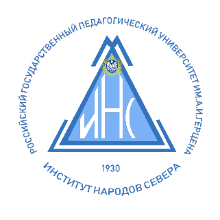 РОССИЙСКИЙ ГОСУДАРСТВЕННЫЙ ПЕДАГОГИЧЕСКИЙ УНИВЕРСИТЕТ ИМ.А.И.ГЕРЦЕНА
ИНС
1930
ИНСТИТУТ НАРОДОВ СЕВЕРА